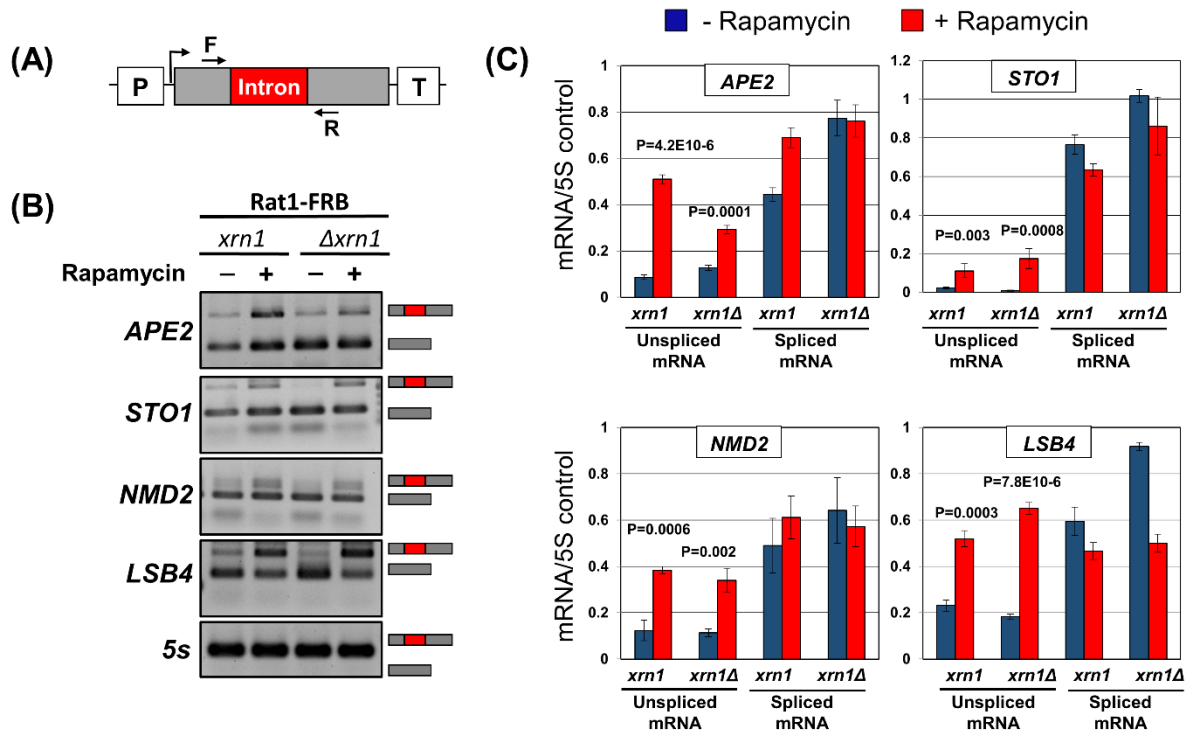 (A)
P
F
Intron
R
T
(B)
Rat1-FRB
xrn1 Δxrn1
Rapamycin – + – +
APE2
STO1
NMD2
LSB4
5s
- Rapamycin + Rapamycin
(C)
mRNA/5S control
APE2
1
0.8
0.6
0.4
0.2
0
P=4.2E10-6
P=0.0001
xrn1 xrn1Δ xrn1 xrn1Δ
Unspliced Spliced
mRNA mRNA
STO1
1.2
1
0.8
0.6
0.4
0.2
0
P=0.003 P=0.0008
xrn1 xrn1Δ xrn1 xrn1Δ
Unspliced Spliced
mRNA mRNA
mRNA/5S control
NMD2
1
0.8
0.6
0.4
0.2
0
P=0.0006
P=0.002
xrn1 xrn1Δ xrn1 xrn1Δ
Unspliced Spliced
mRNA mRNA
LSB4
1
0.8
0.6
0.4
0.2
0
P=7.8E10-6
P=0.0003
xrn1 xrn1Δ xrn1 xrn1Δ
Unspliced Spliced
mRNA mRNA